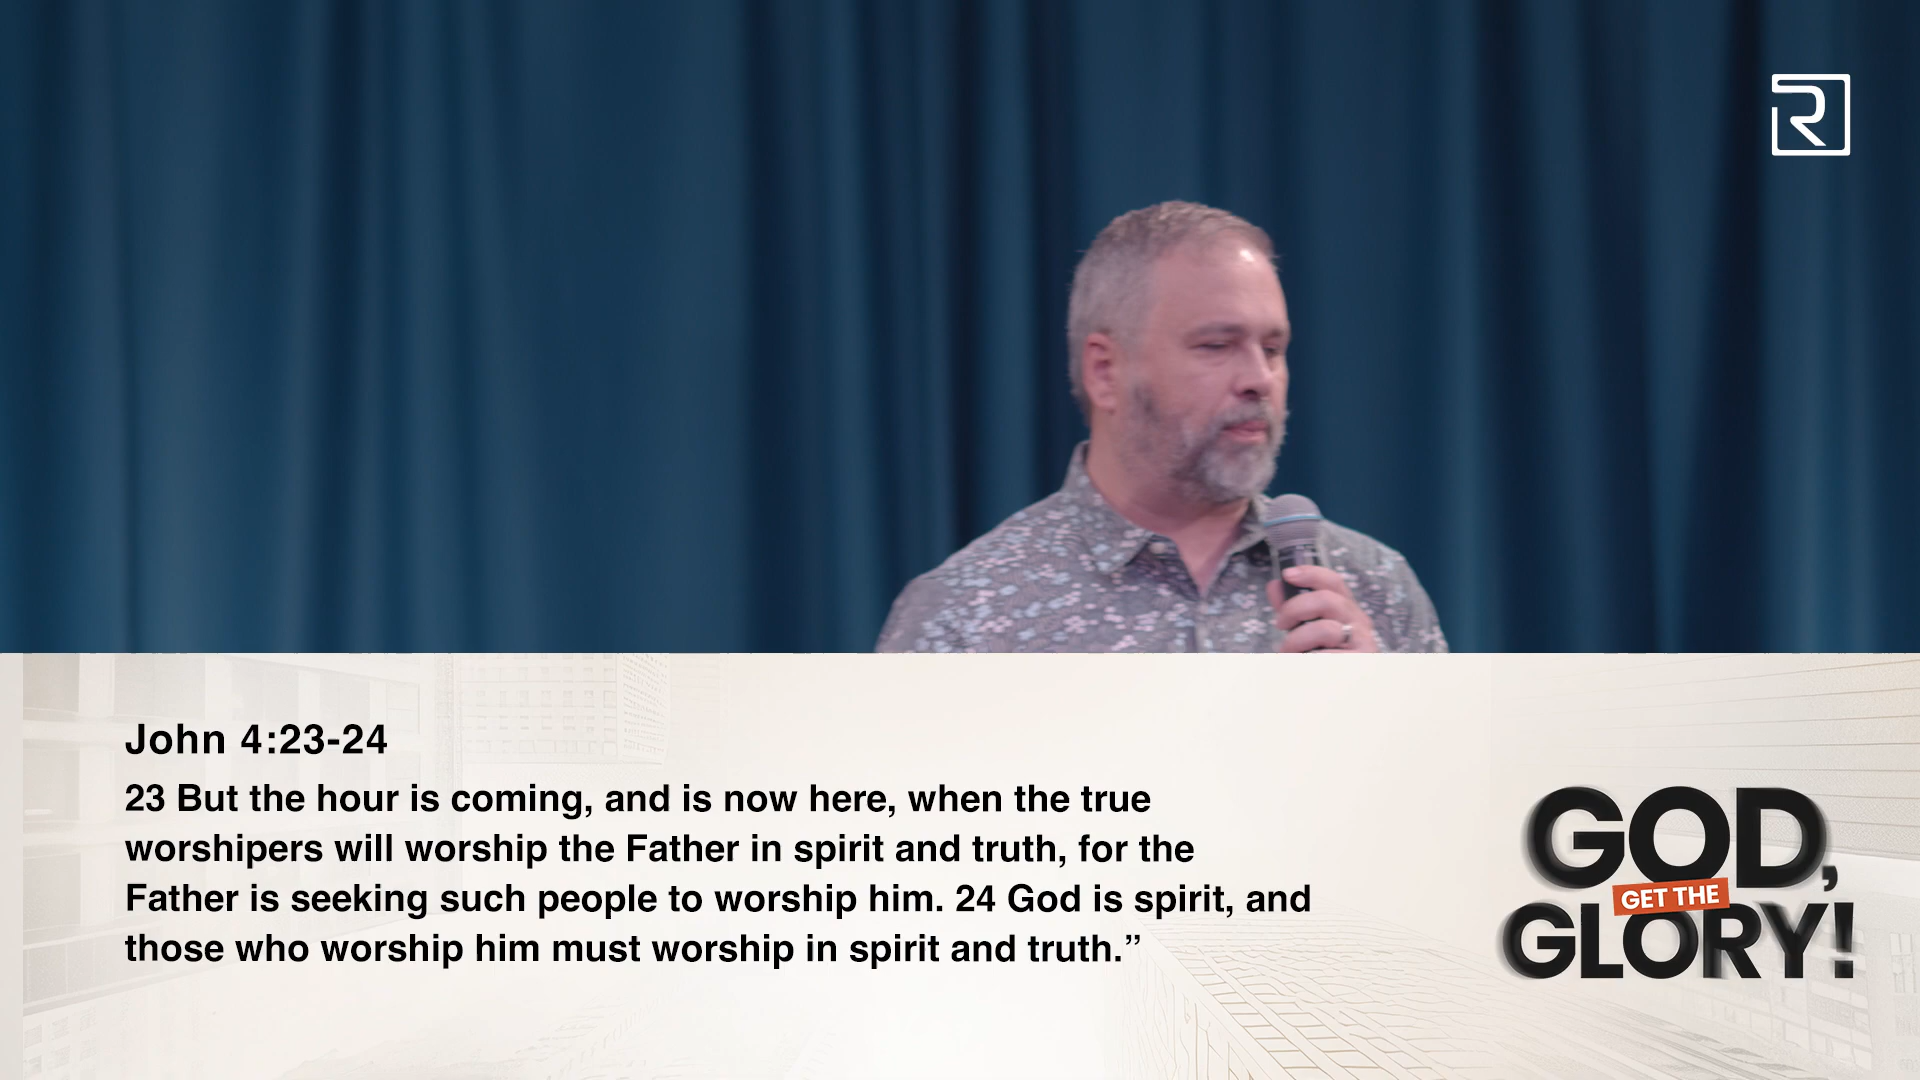 R
John 4:23-24
23 But the hour is coming, and is now here, when the true
worshipers will worship the Father in spirit and truth, for the
Father is seeking such people to worship him. 24 God is spirit, and
those who worship him must worship in spirit and truth.”
GOD,
GET THE
GLORY!